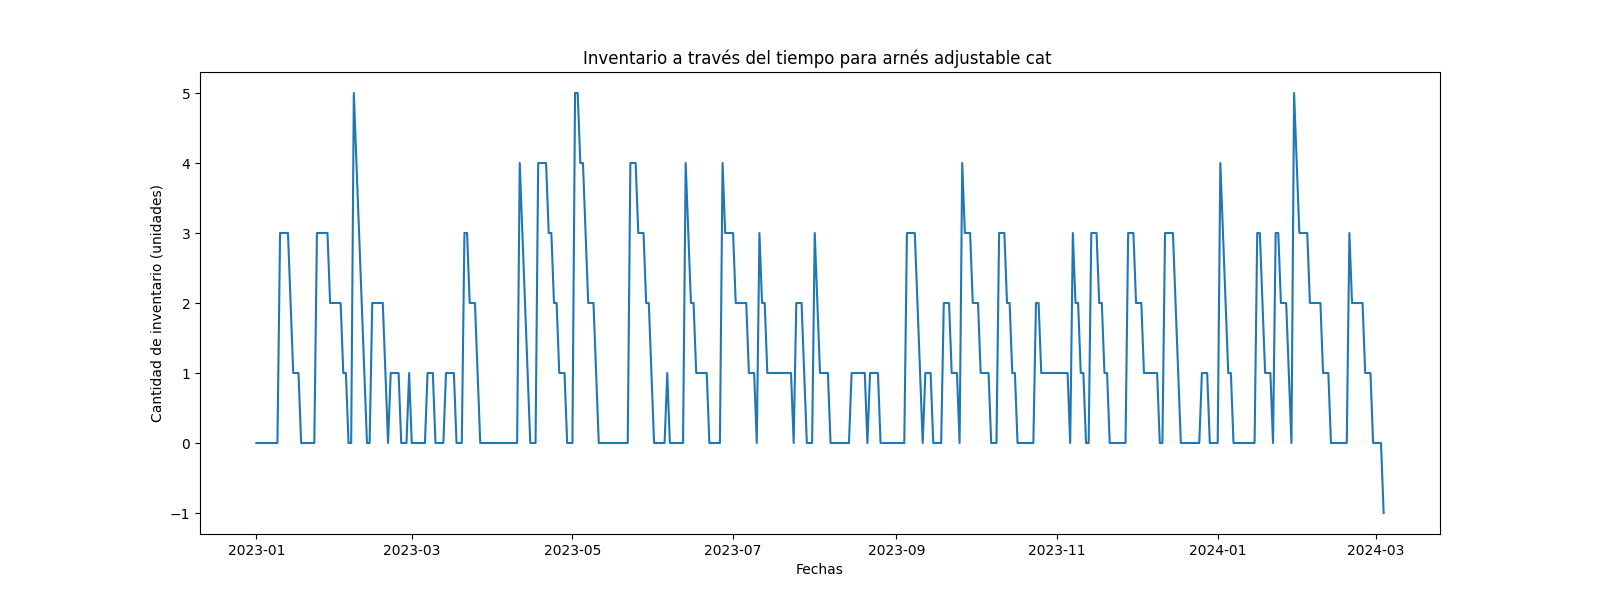 Inventario a través del tiempo para arnés adjustable cat
Cantidad de inventario (unidades)
5
4
3
2
1
0
−1
2023-01 2023-03 2023-05 2023-07 2023-09 2023-11 2024-01 2024-03
Fechas